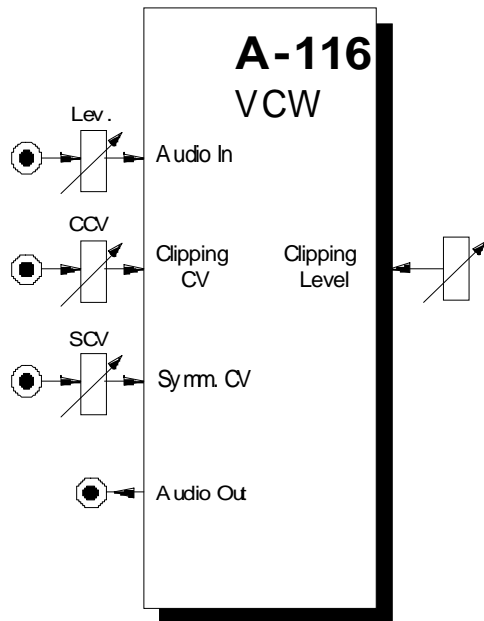 A-116
VCW
Lev.
Audio In
CCV
Clipping
CV
Clipping
Level
SCV
Symm. CV
Audio Out